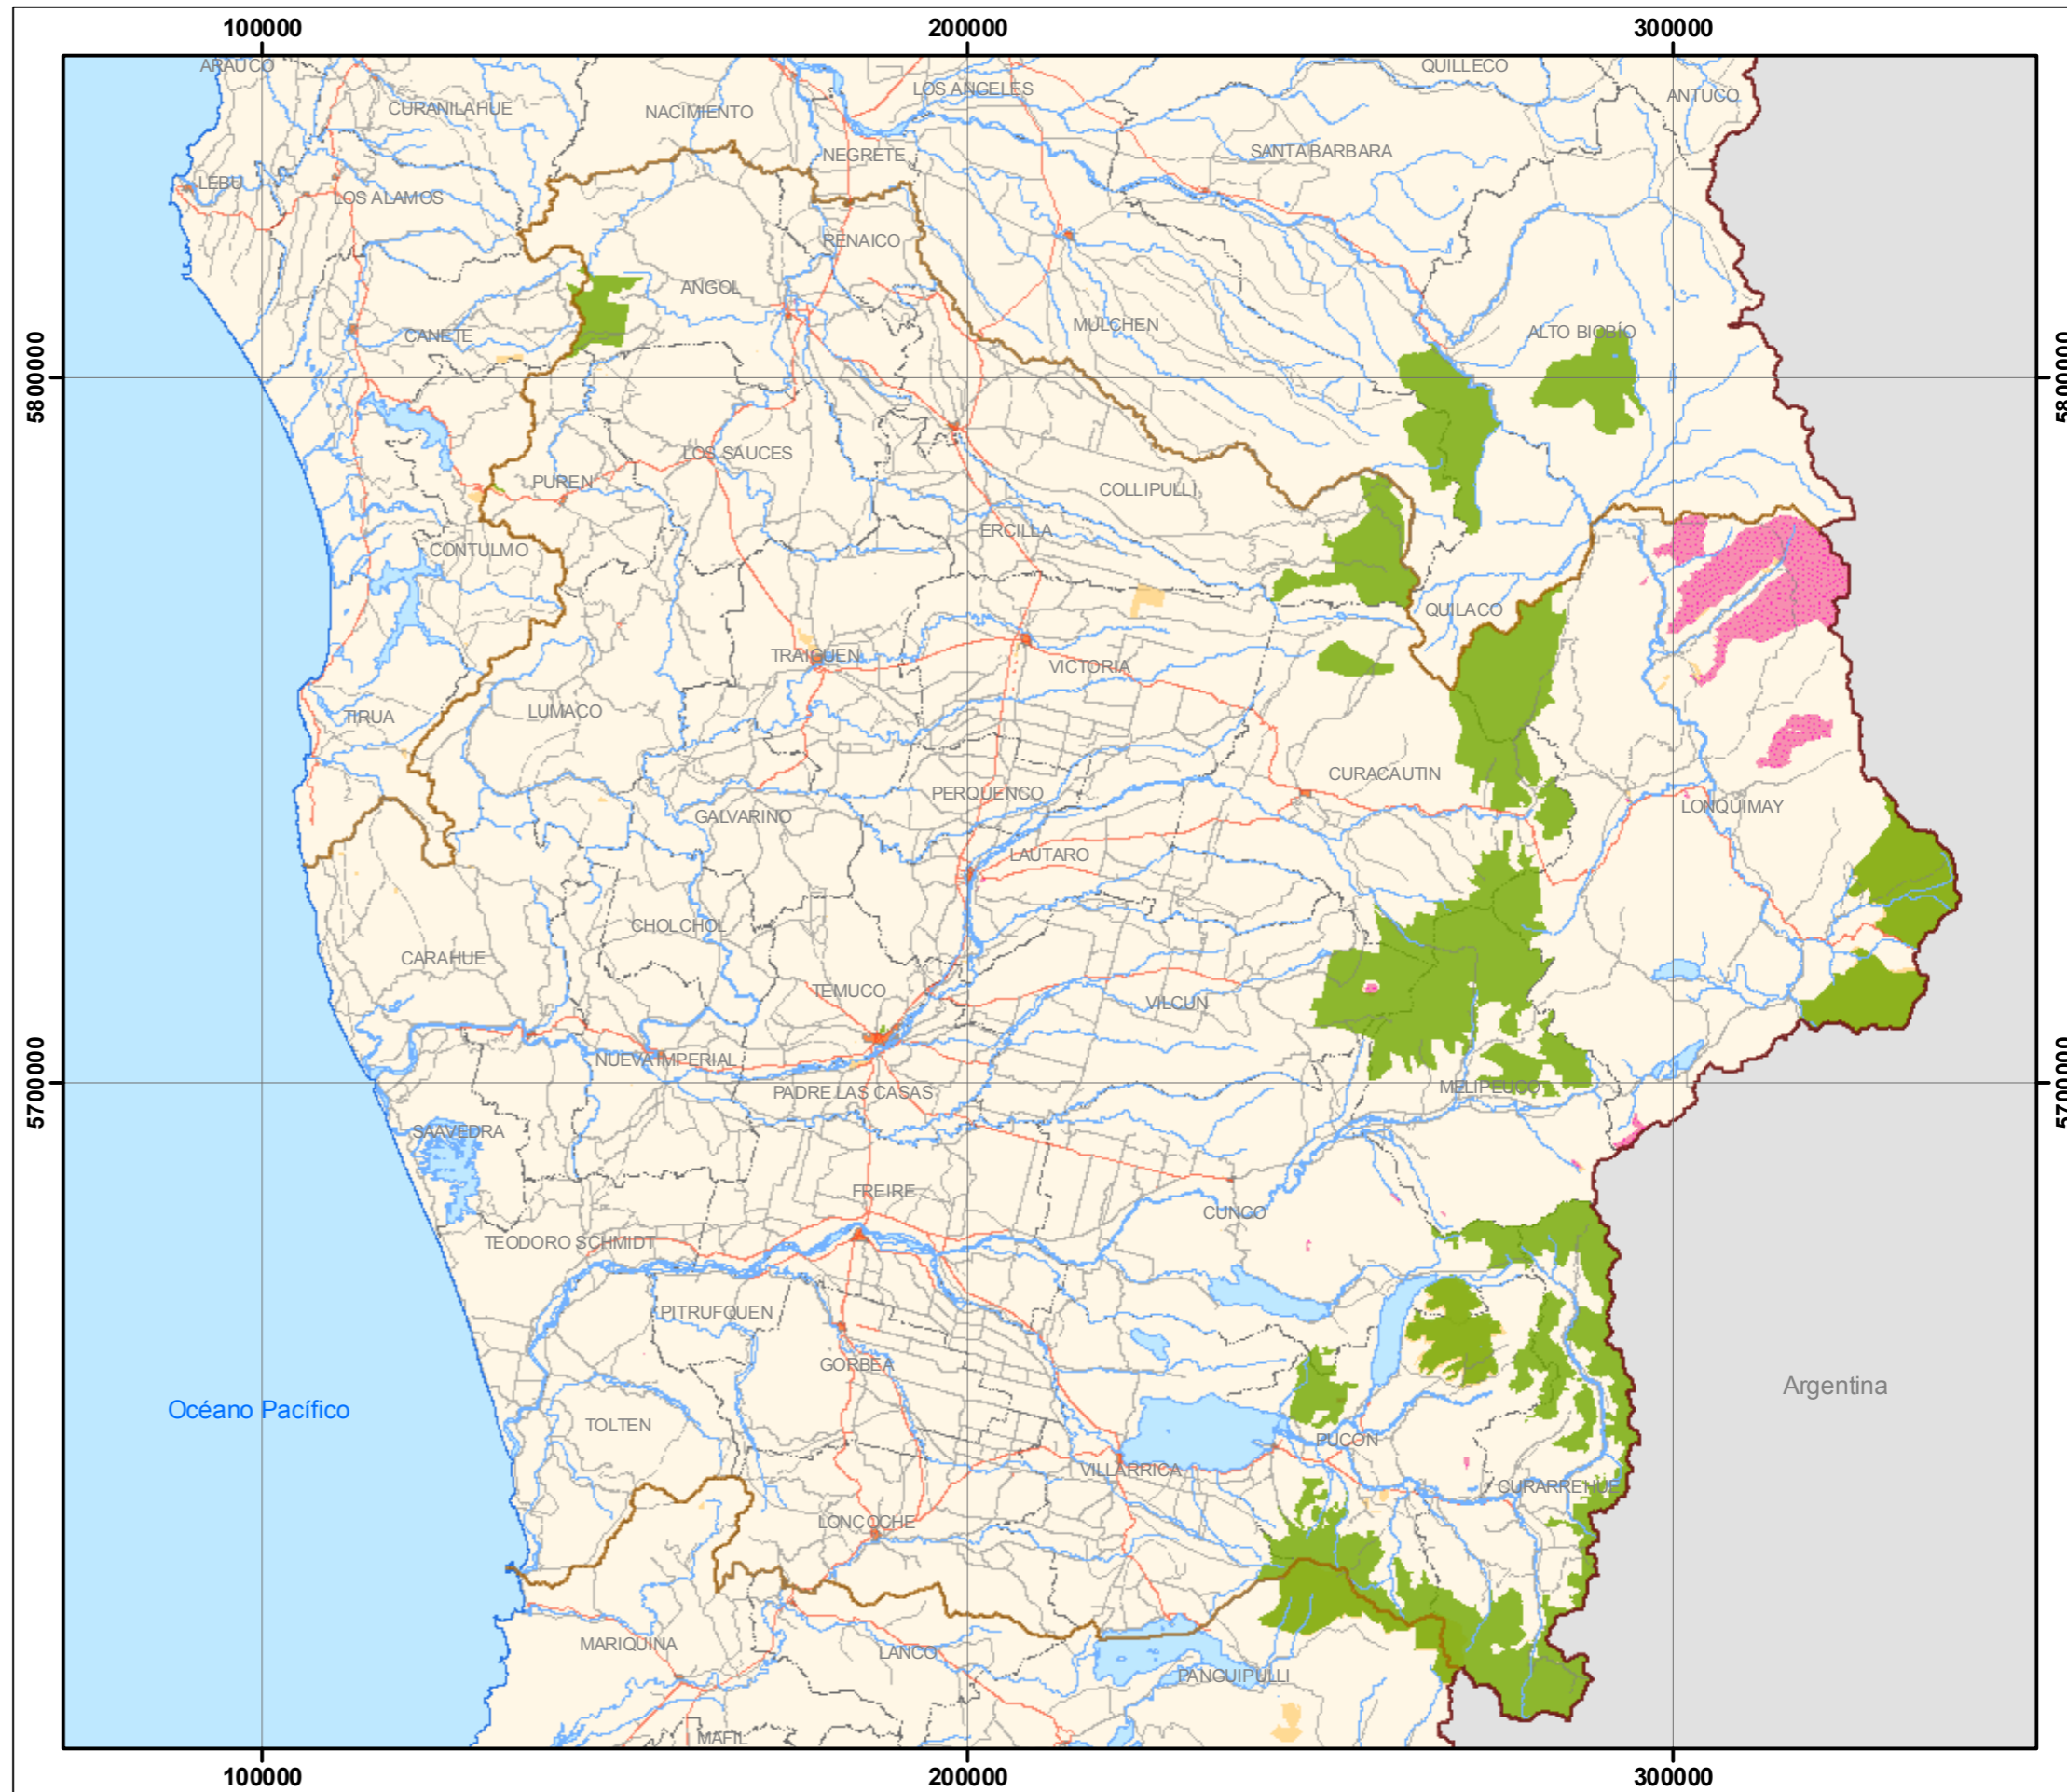 100000
200000
300000
ARAUCO
QUILLECO
LOS ANGELES
ANTUCO
CURANILAHUE
NACIMIENTO
NEGRETE
SANTA BARBARA
LEBU
LOS ALAMOS
RENAICO
ANGOL
MULCHEN
ALTO BIOBÍO
CANETE
5800000
5800000
LOS SAUCES
PUREN
COLLIPULLI
ERCILLA
CONTULMO
QUILACO
TRAIGUEN
VICTORIA
TIRUA
LUMACO
CURACAUTIN
PERQUENCO
LONQUIMAY
GALVARINO
LAUTARO
CHOLCHOL
CARAHUE
TEMUCO
VILCUN
NUEVA IMPERIAL
5700000
5700000
MELIPEUCO
PADRE LAS CASAS
SAAVEDRA
FREIRE
CUNCO
TEODORO SCHMIDT
PITRUFQUEN
GORBEA
Argentina
Océano Pacífico
TOLTEN
PUCON
VILLARRICA
CURARREHUE
LONCOCHE
MARIQUINA
LANCO
PANGUIPULLI
MAFIL
100000
200000
300000